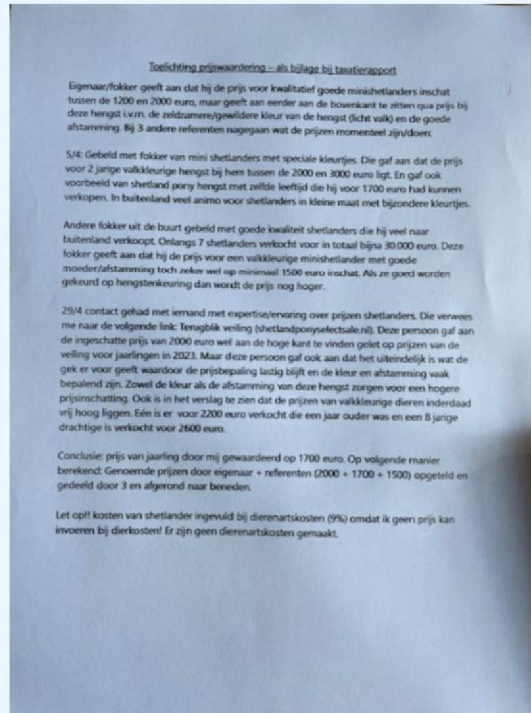 Toelichting prijswaardering – als bijlage bij taxatierapport
Eigenaar/fokker geeft aan dat hij de prijs voor kwalitatief goede minishetlanders inschat
tussen de 1200 en 2000 euro, maar geeft aan eerder aan de bovenkant te zitten qua prijs bij
deze hengst i.v.m. de zeldzamere/gewildere kleur van de hengst (licht valk) en de goede
afstamming. Bij 3 andere referenten nagegaan wat de prijzen momenteel zijn/doen:
5/4: Gebeld met fokker van mini shetlanders met speciale kleurtjes. Die gaf aan dat de prijs
voor 2 jarige valkkleurige hengst bij hem tussen de 2000 en 3000 euro ligt. En gaf ook
voorbeeld van shetland pony hengst met zelfde leeftijd die hij voor 1700 euro had kunnen
verkopen. In buitenland veel animo voor shetlanders in kleine maat met bijzondere kleurtjes.
Andere fokker uit de buurt gebeld met goede kwaliteit shetlanders die hij veel naar
buitenland verkoopt. Onlangs 7 shetlanders verkocht voor in totaal bijna 30.000 euro. Deze
fokker geeft aan dat hij de prijs voor een valkkleurige minishetlander met goede
moeder/afstamming toch zeker wel op minimaal 1500 euro inschat. Als ze goed worden
gekeurd op hengstenkeuring dan wordt de prijs nog hoger.
29/4 contact gehad met iemand met expertise/ervaring over prijzen shetlanders. Die verwees
me naar de volgende link: Terugblik veiling (shetlandponyselectsale.nl). Deze persoon gaf aan
de ingeschatte prijs van 2000 euro wel aan de hoge kant te vinden gelet op prijzen van de
veiling voor jaarlingen in 2023. Maar deze persoon gaf ook aan dat het uiteindelijk is wat de
gek er voor geeft waardoor de prijsbepaling lastig blijft en de kleur en afstamming vaak
bepalend zijn. Zowel de kleur als de afstamming van deze hengst zorgen voor een hogere
prijsinschatting. Ook is in het verslag te zien dat de prijzen van valkkleurige dieren inderdaad
vrij hoog liggen. Eén is er voor 2200 euro verkocht die een jaar ouder was en een 8 jarige
drachtige is verkocht voor 2600 euro.
Conclusie: prijs van jaarling door mij gewaardeerd op 1700 euro. Op volgende manier
berekend: Genoemde prijzen door eigenaar + referenten (2000 + 1700 + 1500) opgeteld en
gedeeld door 3 en afgerond naar beneden.
Let op!! kosten van shetlander ingevuld bij dierenartskosten (9%) omdat ik geen prijs kan
invoeren bij dierkosten! Er zijn geen dierenartskosten gemaakt.